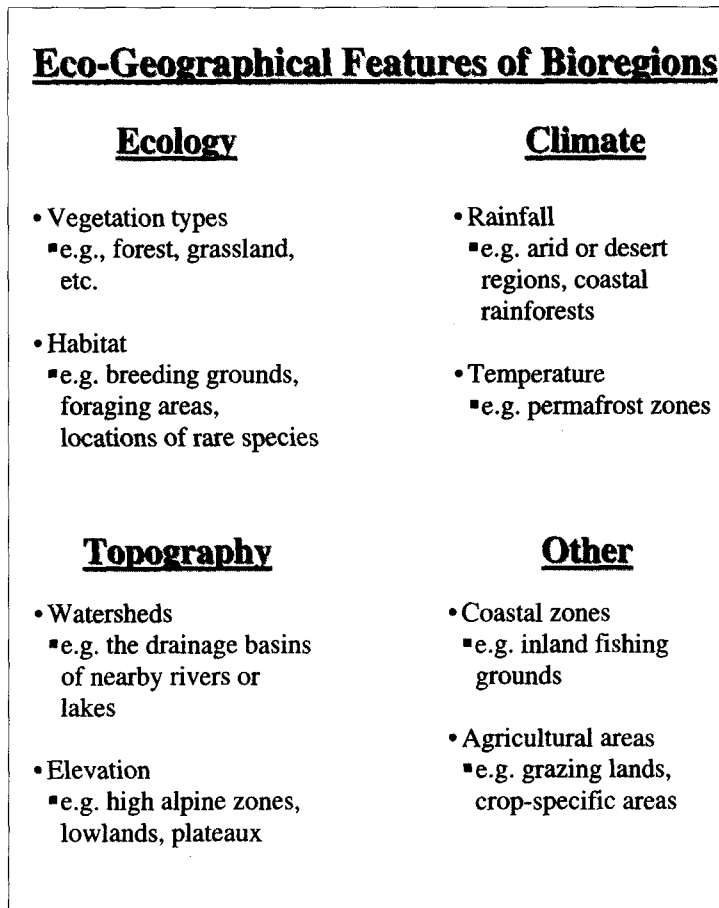 Eco-Geographical Features of Bioregions
Ecology
• Vegetation types
▪e.g., forest, grassland,
etc.
• Habitat
▪e.g. breeding grounds,
foraging areas,
locations of rare species
Climate
• Rainfall
▪e.g. arid or desert
regions, coastal
rainforests
• Temperature
▪e.g. permafrost zones
Topography
• Watersheds
▪e.g. the drainage basins
of nearby rivers or
lakes
• Elevation
▪e.g. high alpine zones,
lowlands, plateaux
Other
• Coastal zones
▪e.g. inland fishing
grounds
• Agricultural areas
▪e.g. grazing lands,
crop-specific areas